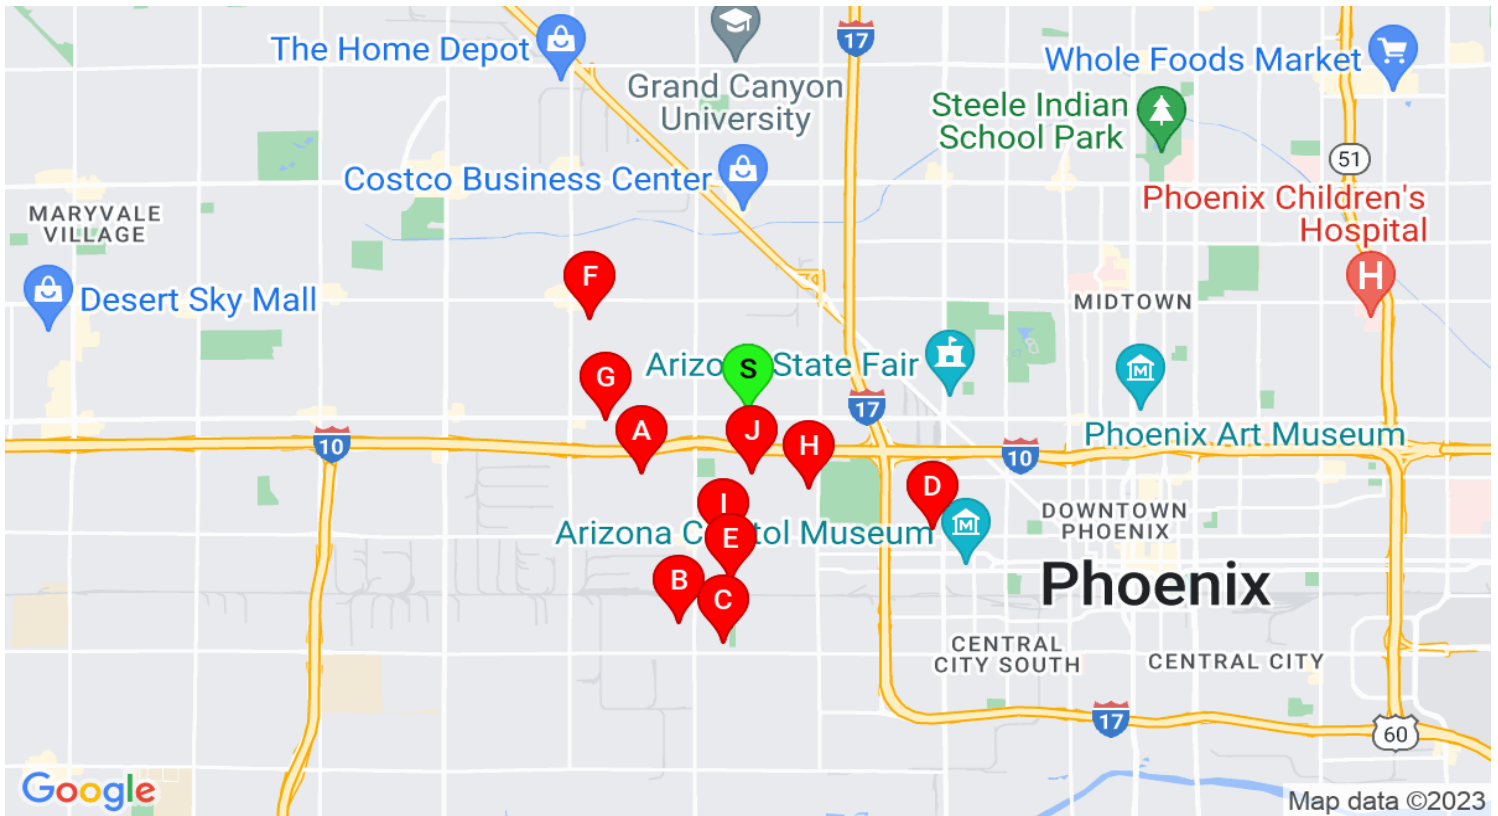 The Home Depot
17
Whole Foods Market
Grand Canyon
University
Steele Indian
School Park
51
Costco Business Center
Phoenix Children's
Hospital
MARYVALE
VILLAGE
F
H
Desert Sky Mall
MIDTOWN
Arizo
S
State Fair
G
M
17
A
J
H
10
Phoenix Art Museum
10
D
I
DOWNTOWN
PHOENIX
Arizona C
E
tol Museum
M
B
C
Phoenix
CENTRAL
CITY SOUTH
CENTRAL CITY
17
60
Google
Map data ©2023